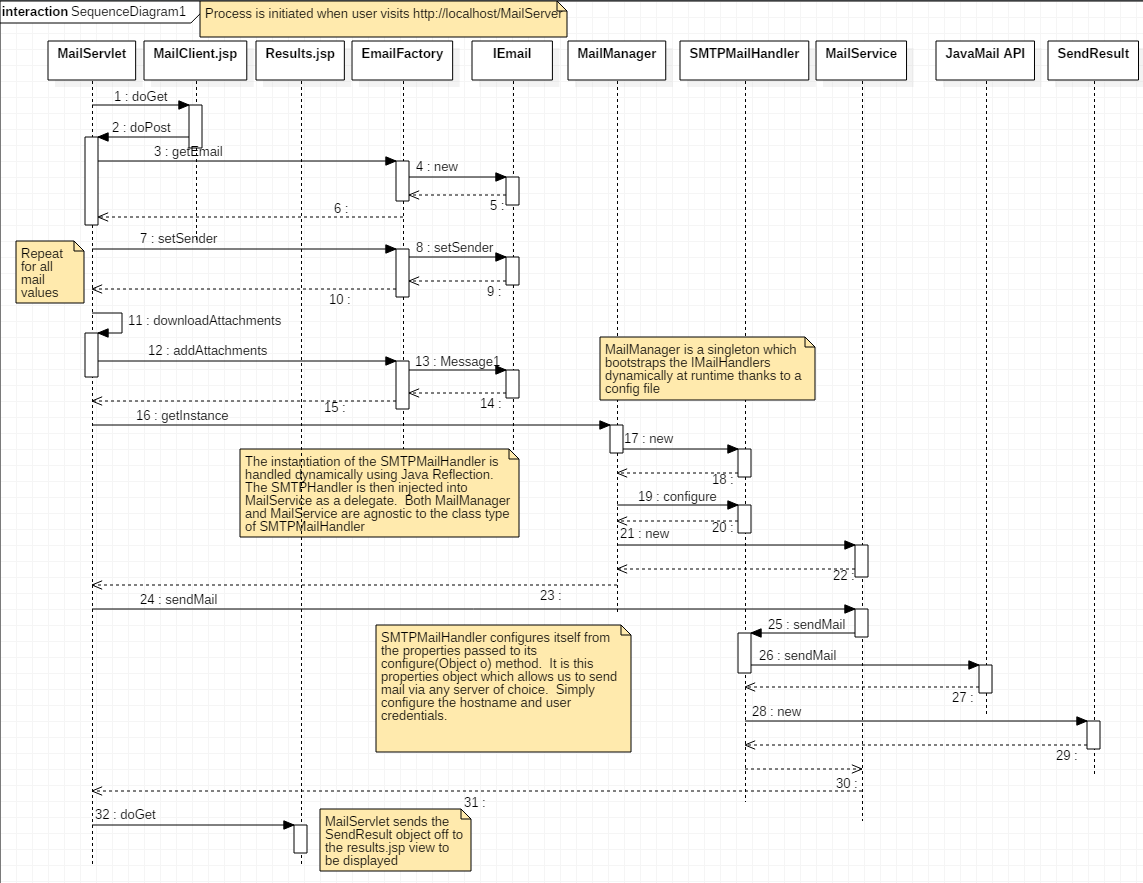 interaction SequenceDiagram1
Process is initiated when user visits http://localhost/MailServer
MailServlet
MailClient.jsp
Results.jsp
EmailFactory
IEmail
MailManager
SMTPMailHandler
MailService
JavaMail API
SendResult
1 : doGet
2 : doPost
3 : getEmail
4 : new
5 :
6 :
7 : setSender
8 : setSender
Repeat
for all
mail
values
9 :
10 :
11 : downloadAttachments
12 : addAttachments
13 : Message1
14 :
15 :
MailManager is a singleton which
bootstraps the IMailHandlers
dynamically at runtime thanks to a
config file
16 : getInstance
17 : new
18 :
The instantiation of the SMTPMailHandler is
handled dynamically using Java Reflection.
The SMTPHandler is then injected into
MailService as a delegate.  Both MailManager
and MailService are agnostic to the class type
of SMTPMailHandler
19 : configure
20 :
21 : new
22 :
23 :
24 : sendMail
25 : sendMail
SMTPMailHandler configures itself from
the properties passed to its
configure(Object o) method.  It is this
properties object which allows us to send
mail via any server of choice.  Simply
configure the hostname and user
credentials.
26 : sendMail
27 :
28 : new
29 :
30 :
31 :
32 : doGet
MailServlet sends the
SendResult object off to
the results.jsp view to
be displayed